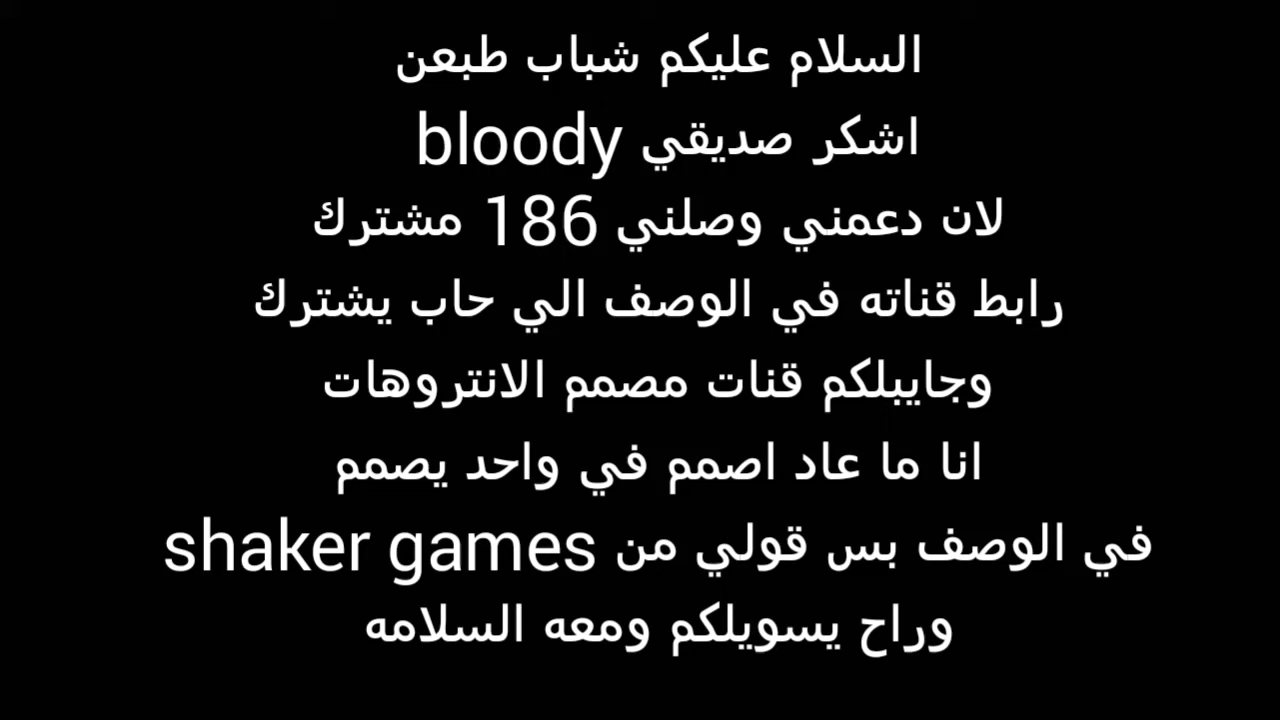 السلام عليكم شباب طبعن
اشكر صديقي bloody
لان دعمني وصلني 186 مشترك
رابط قناته في الوصف الي حاب يشترك
وجايبلكم قنات مصمم الانتروهات
انا ما عاد اصمم في واحد يصمم
في الوصف بس قولي من shaker games
وراح يسويلكم ومعه السلامه